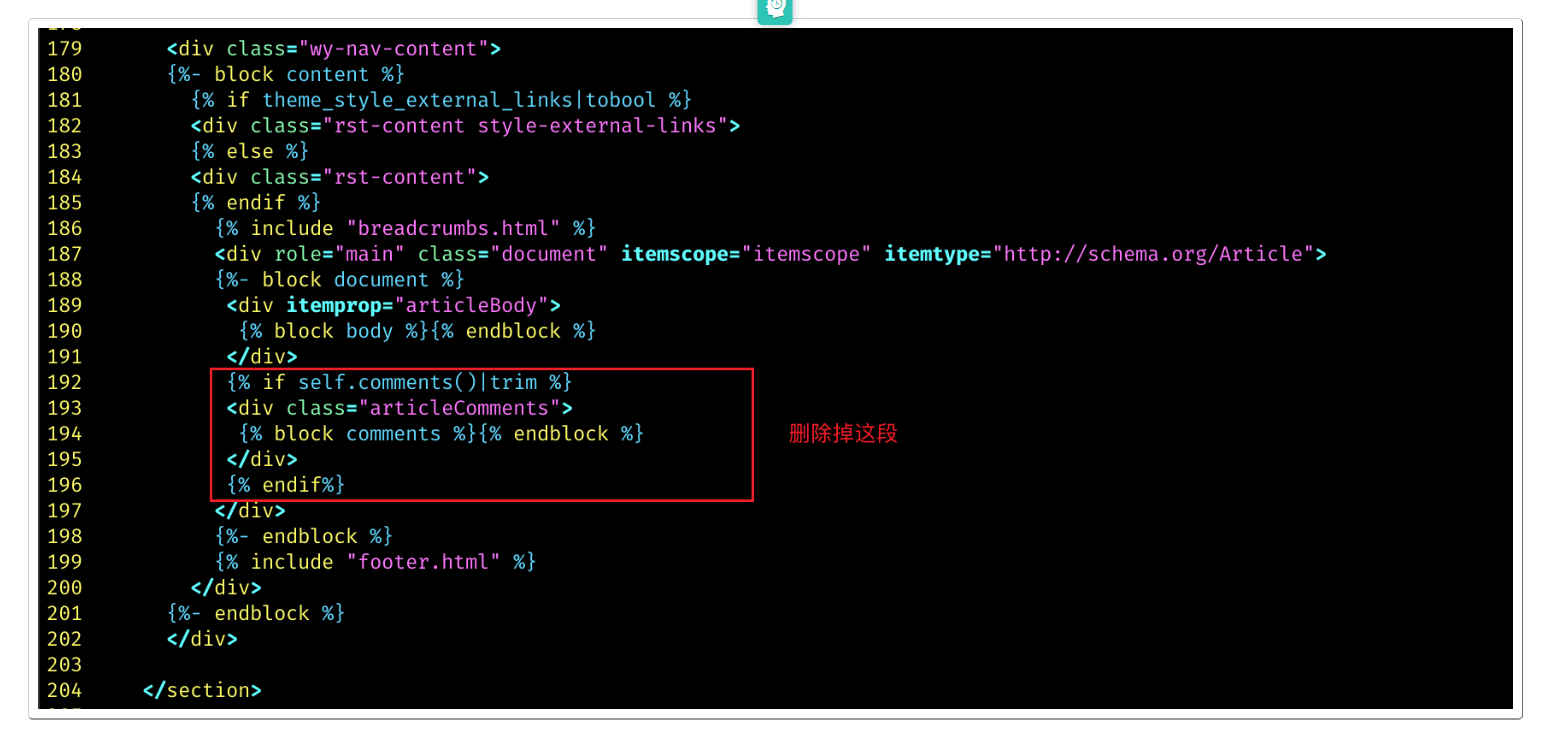 179       <div class="wy-nav-content">
180       {%- block content %}
181         {% if theme_style_external_links|tobool %}
182         <div class="rst-content style-external-links">
183         {% else %}
184         <div class="rst-content">
185         {% endif %}
186           {% include "breadcrumbs.html" %}
187           <div role="main" class="document" itemscope="itemscope" itemtype="http://schema.org/Article">
188           {%- block document %}
189            <div itemprop="articleBody">
190             {% block body %}{% endblock %}
191            </div>
192            {% if self.comments()|trim %}
193            <div class="articleComments">
194             {% block comments %}{% endblock %} 删除掉这段
195            </div>
196            {% endif%}
197           </div>
198           {%- endblock %}
199           {% include "footer.html" %}
200         </div>
201       {%- endblock %}
202       </div>
203
204     </section>